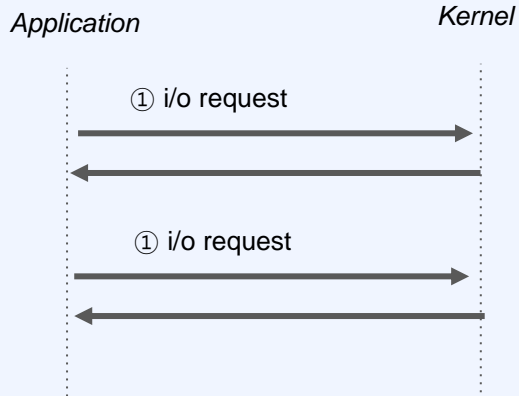 Application
Kernel
① i/o request
① i/o request